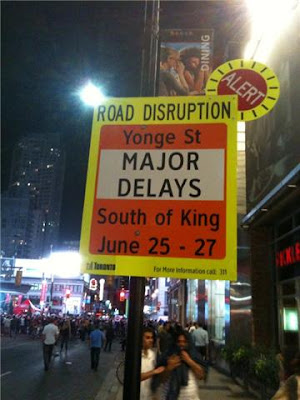 DINING
ALERT
ROAD DISRUPTION
Yonge St
MAJOR
DELAYS
South of King
June 25 - 27
TORONTO
For More Information call: 311